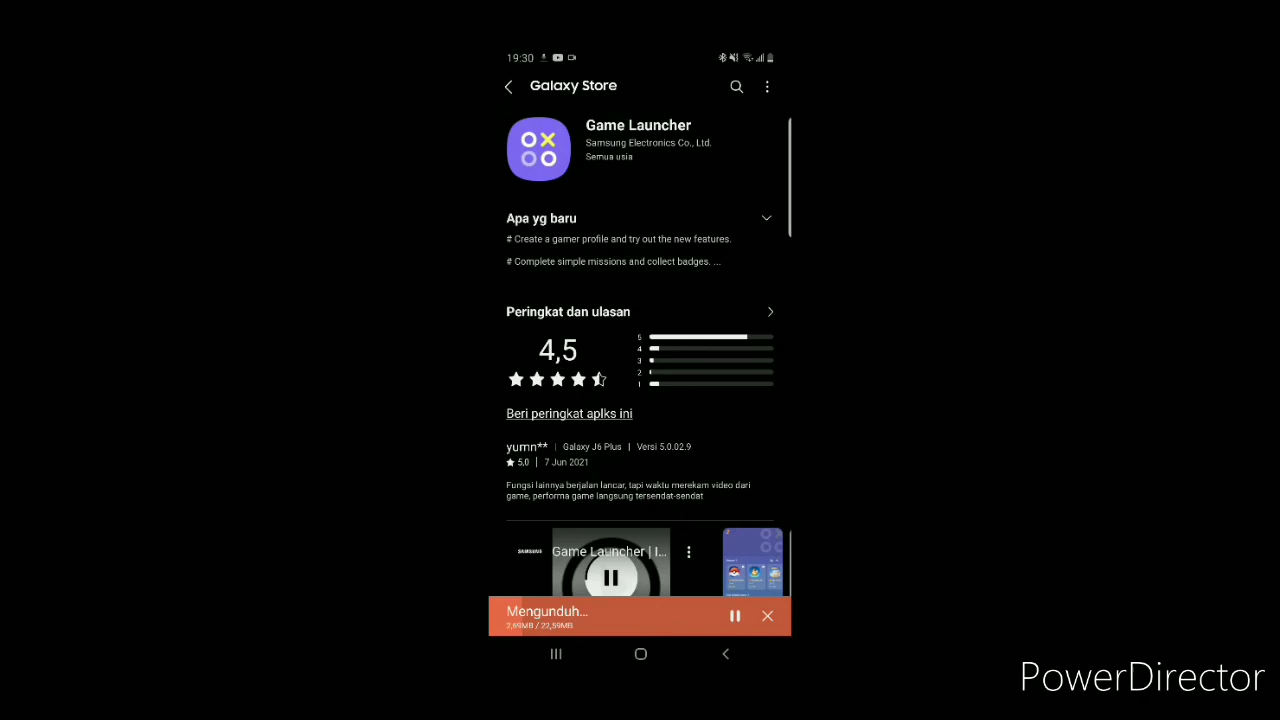 19:30
Galaxy Store
Game Launcher
Samsung Electronics Co., Ltd.
Semua usia
Apa yg baru
# Create a gamer profile and try out the new features.
# Complete simple missions and collect badges. ...
Peringkat dan ulasan
4,5
5
4
3
2
1
Beri peringkat aplks ini
yumn** | Galaxy J6 Plus | Versi 5.0.02.9
5,0 | 7 Jun 2021
Fungsi lainnya berjalan lancar, tapi waktu merekam video dari
game, performa game langsung tersendat-sendat
SAMSUNG
Game Launcher | I...
Mengunduh...
2,69MB / 22,59MB
PowerDirector